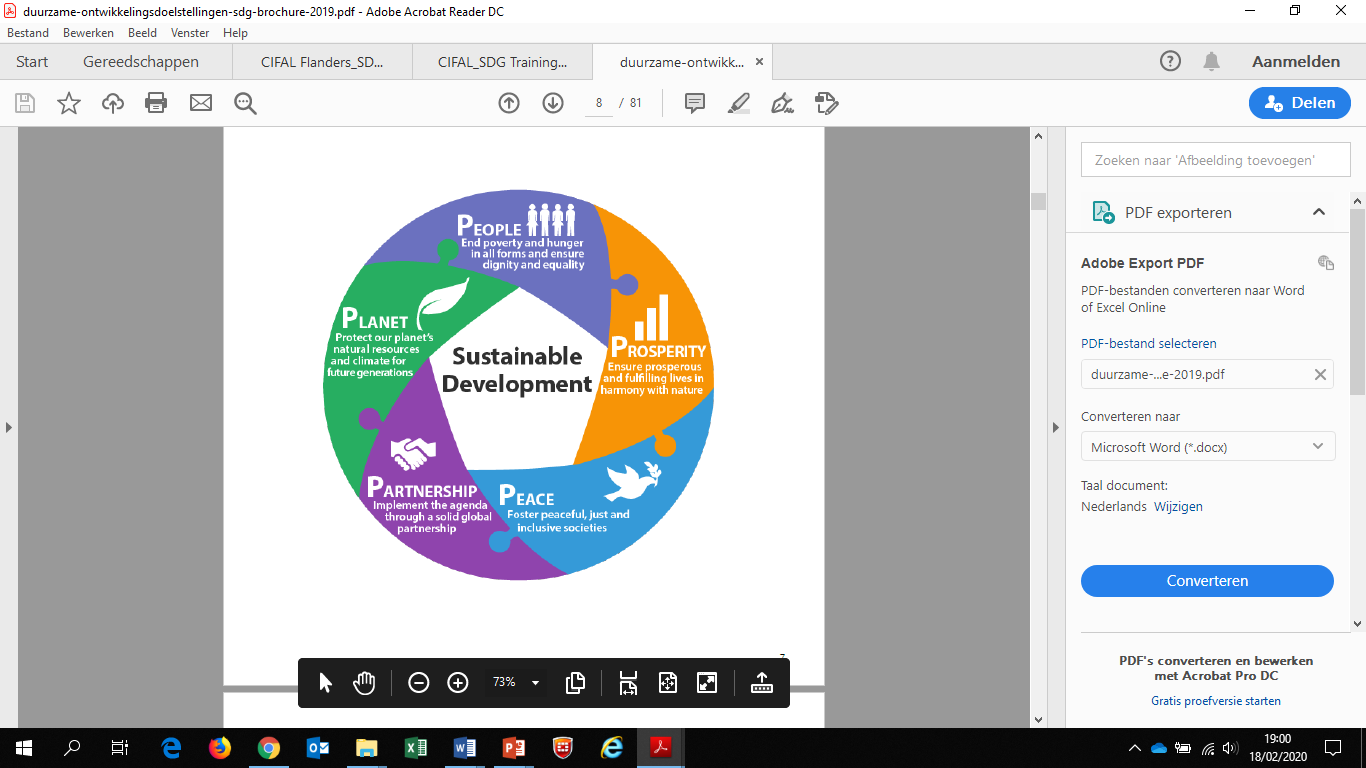 duurzame-ontwikkelingsdoelstellingen-sdg-brochure-2019.pdf - Adobe Acrobat Reader DC
Bestand Bewerken Beeld Venster Help
Start Gereedschappen CIFAL Flanders_SD... CIFAL_SDG Training... duurzame-ontwikk... × Aanmelden
8 / 81 Delen
Zoeken naar 'Afbeelding toevoegen'
PDF exporteren
Adobe Export PDF
PDF-bestanden converteren naar Word
of Excel Online
PDF-bestand selecteren
duurzame-...e-2019.pdf
Converteren naar
Microsoft Word (*.docx)
Taal document:
Nederlands Wijzigen
Converteren
PDF's converteren en bewerken
met Acrobat Pro DC
Gratis proefversie starten
PEOPLE
End poverty and hunger
in all forms and ensure
dignity and equality
PLANET
Protect our planet's
natural resources
and climate for
future generations
PROSPERITY
Ensure prosperous
and fulfilling lives in
harmony with nature
Sustainable
Development
PARTNERSHIP
Implement the agenda
through a solid global
partnership
PEACE
Foster peaceful, just and
inclusive societies
73%
19:00
18/02/2020